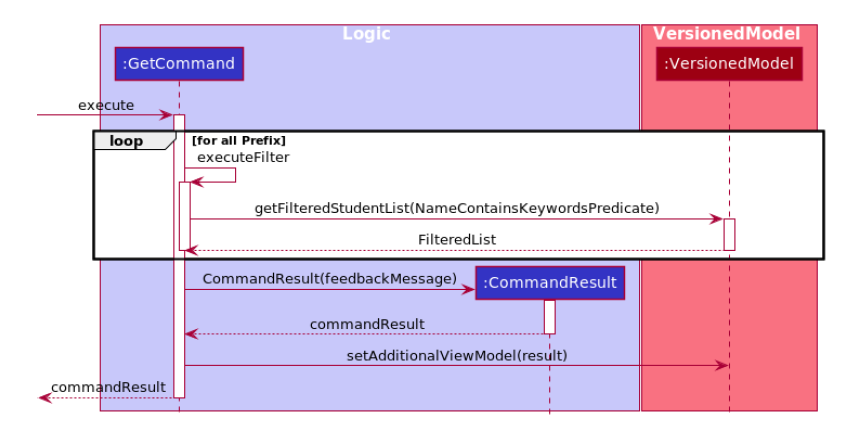 Logic
VersionedModel
:GetCommand
:VersionedModel
execute
loop
[for all Prefix]
executeFilter
getFilteredStudentList(NameContainsKeywordsPredicate)
FilteredList
CommandResult(feedbackMessage)
:CommandResult
commandResult
setAdditionalViewModel(result)
commandResult